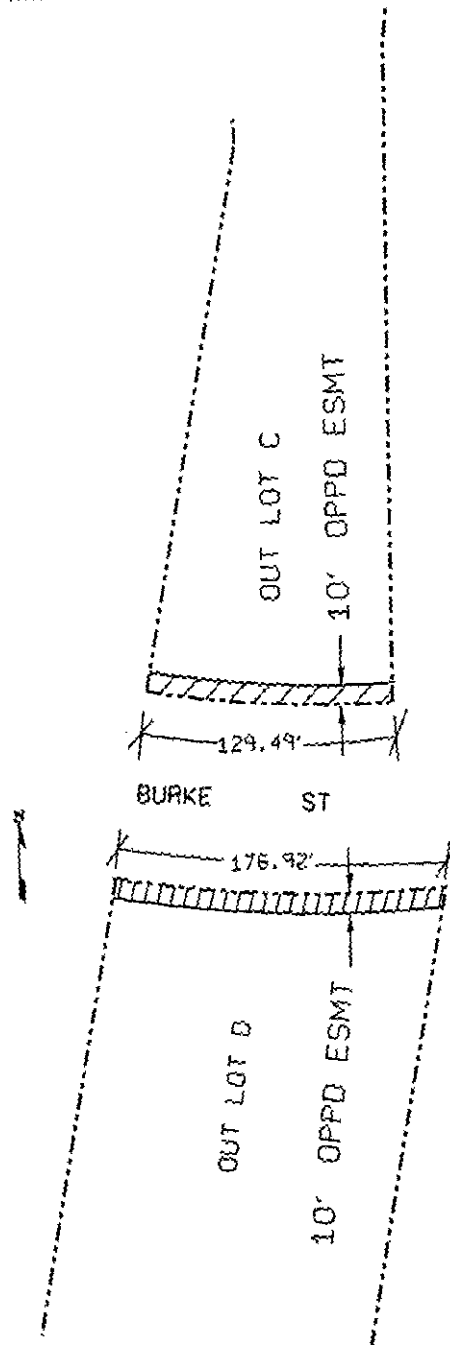 OUT LOT C
10' OPPD ESMT
129.49'
BURKE ST
176.92'
OUT LOT B
10' OPPD ESMT